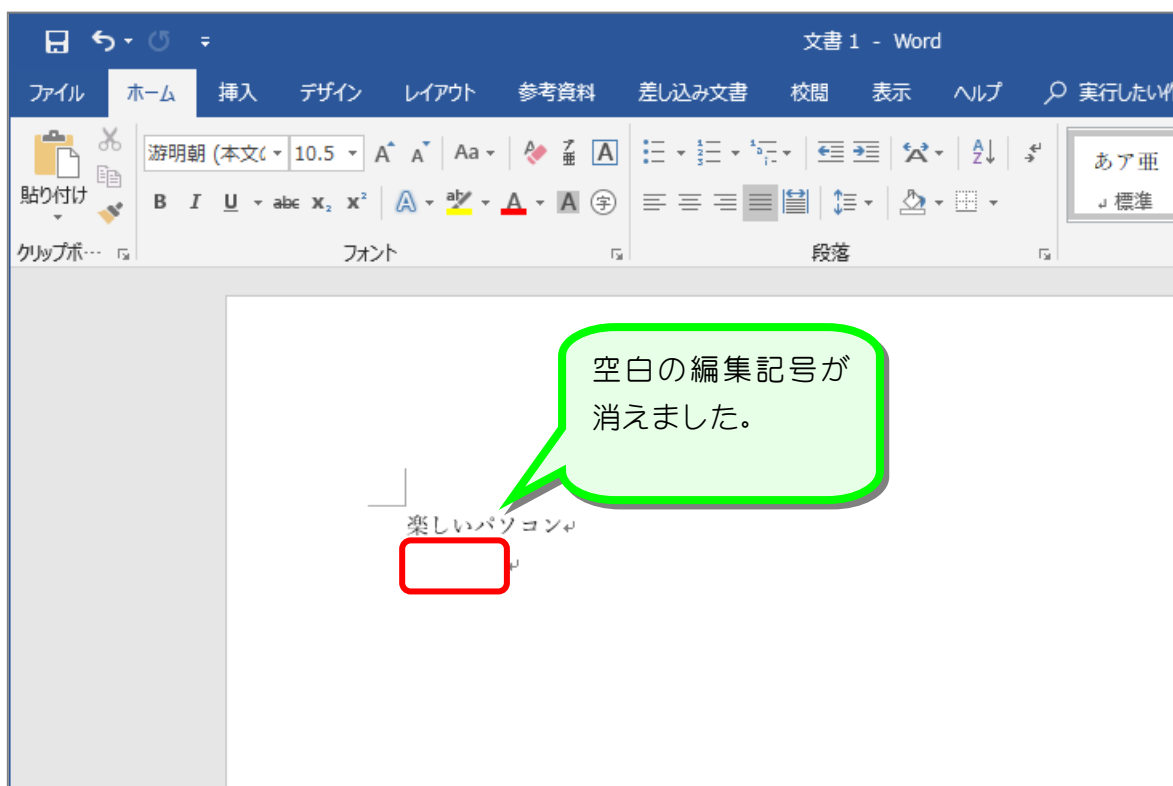 文書 1 - Word
ファイル ホーム 挿入 デザイン レイアウト 参考資料 差し込み文書 校閲 表示 ヘルプ 実行したい
游明朝 (本文 10.5 A A Aa ア亜 A
B I U abc x₂ x² A aby A A 字
貼り付け
クリップボ… フォント 段落
あア亜
↲ 標準
空白の編集記号が
消えました。
楽しいパソコン↵
↵